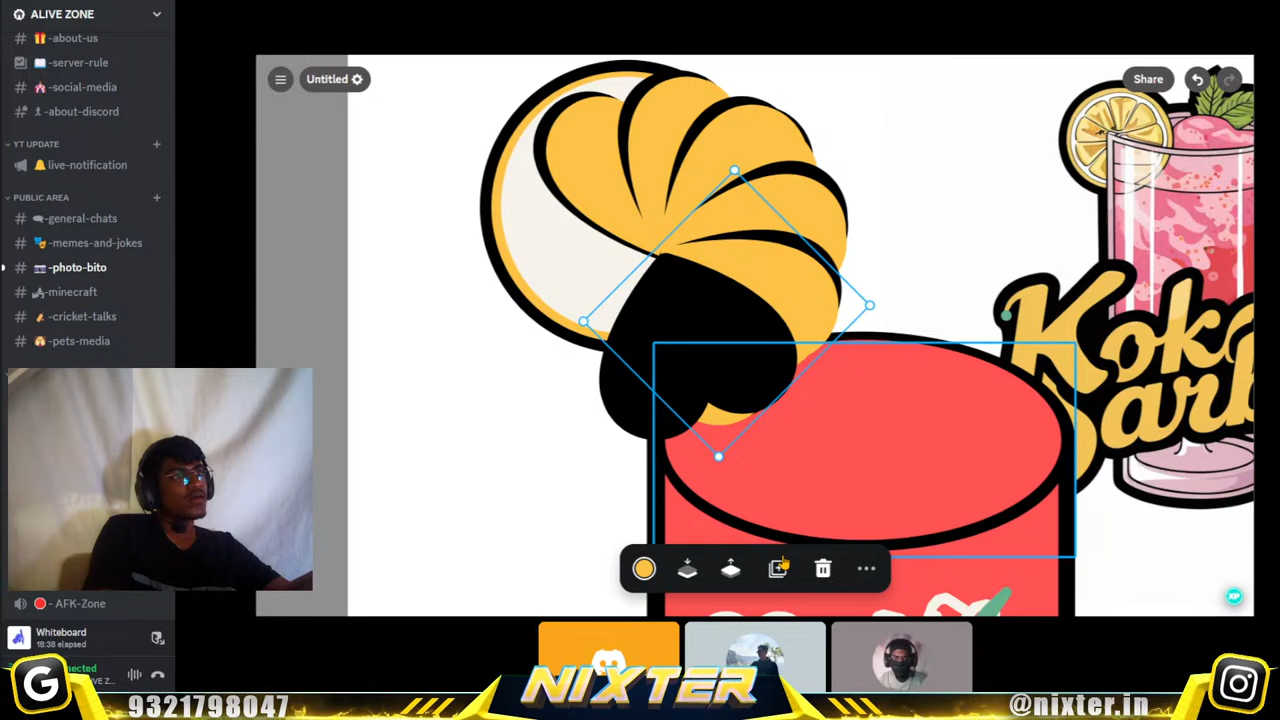 ALIVE ZONE
-about-us
-server-rule
-social-media
-about-discord
YT UPDATE
live-notification
PUBLIC AREA
-general-chats
-memes-and-jokes
-photo-bito
-minecraft
-cricket-talks
-pets-media
- AFK-Zone
Whiteboard
18:38 elapsed
Untitled
Share
XP
G
9321798047
NIXTER
@nixter.in